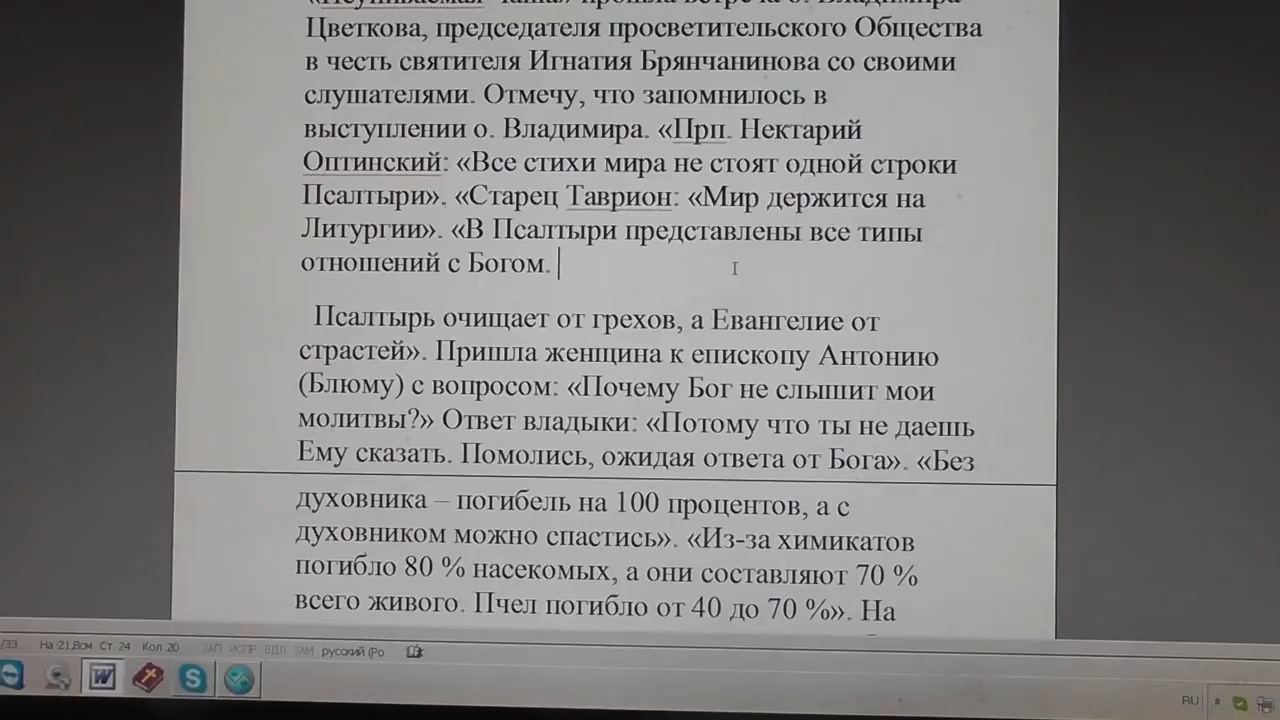 Цветкова, председателя просветительского Общества
в честь святителя Игнатия Брянчанинова со своими
слушателями. Отмечу, что запомнилось в
выступлении о. Владимира. «Прп. Нектарий
Оптинский: «Все стихи мира не стоят одной строки
Псалтыри». «Старец Таврион: «Мир держится на
Литургии». «В Псалтыри представлены все типы
отношений с Богом.
Псалтырь очищает от грехов, а Евангелие от
страстей». Пришла женщина к епископу Антонию
(Блюму) с вопросом: «Почему Бог не слышит мои
молитвы?» Ответ владыки: «Потому что ты не даешь
Ему сказать. Помолись, ожидая ответа от Бога». «Без
духовника – погибель на 100 процентов, а с
духовником можно спастись». «Из-за химикатов
погибло 80 % насекомых, а они составляют 70 %
всего живого. Пчел погибло от 40 до 70 %». На
/33 На 21,8см Ст 24 Кол 20 ЗАП ИСПР ВДЛ ЗАМ русский (Ро
W S RU